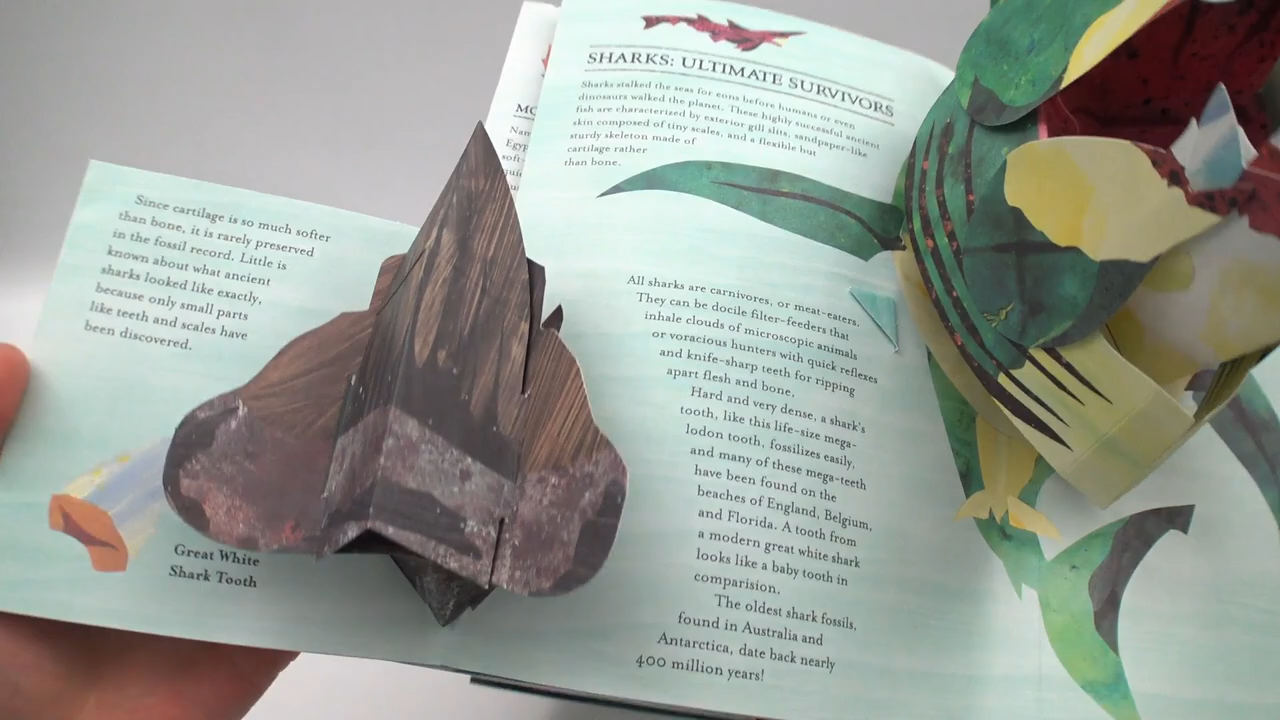 Since cartilage is so much softer
than bone, it is rarely preserved
in the fossil record. Little is
known about what ancient
sharks looked like exactly,
because only small parts
like teeth and scales have
been discovered.
Great White
Shark Tooth
SHARKS: ULTIMATE SURVIVORS
Sharks stalked the seas for eons before humans or even
dinosaurs walked the planet. These highly successful ancient
fish are characterized by exterior gill slits, sandpaper-like
skin composed of tiny scales, and a flexible but
sturdy skeleton made of
cartilage rather
than bone.
All sharks are carnivores, or meat-eaters.
They can be docile filter-feeders that
inhale clouds of microscopic animals
or voracious hunters with quick reflexes
and knife-sharp teeth for ripping
apart flesh and bone.
Hard and very dense, a shark's
tooth, like this life-size mega-
lodon tooth, fossilizes easily,
and many of these mega-teeth
have been found on the
beaches of England, Belgium,
and Florida. A tooth from
a modern great white shark
looks like a baby tooth in
comparision.
The oldest shark fossils,
found in Australia and
Antarctica, date back nearly
400 million years!